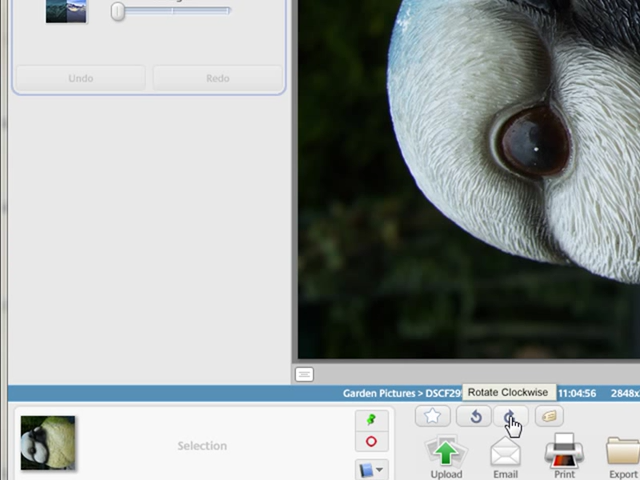 Undo
Redo
Garden Pictures > DSCF29
Rotate Clockwise
11:04:56
2848x
Selection
Upload
Email
Print
Export